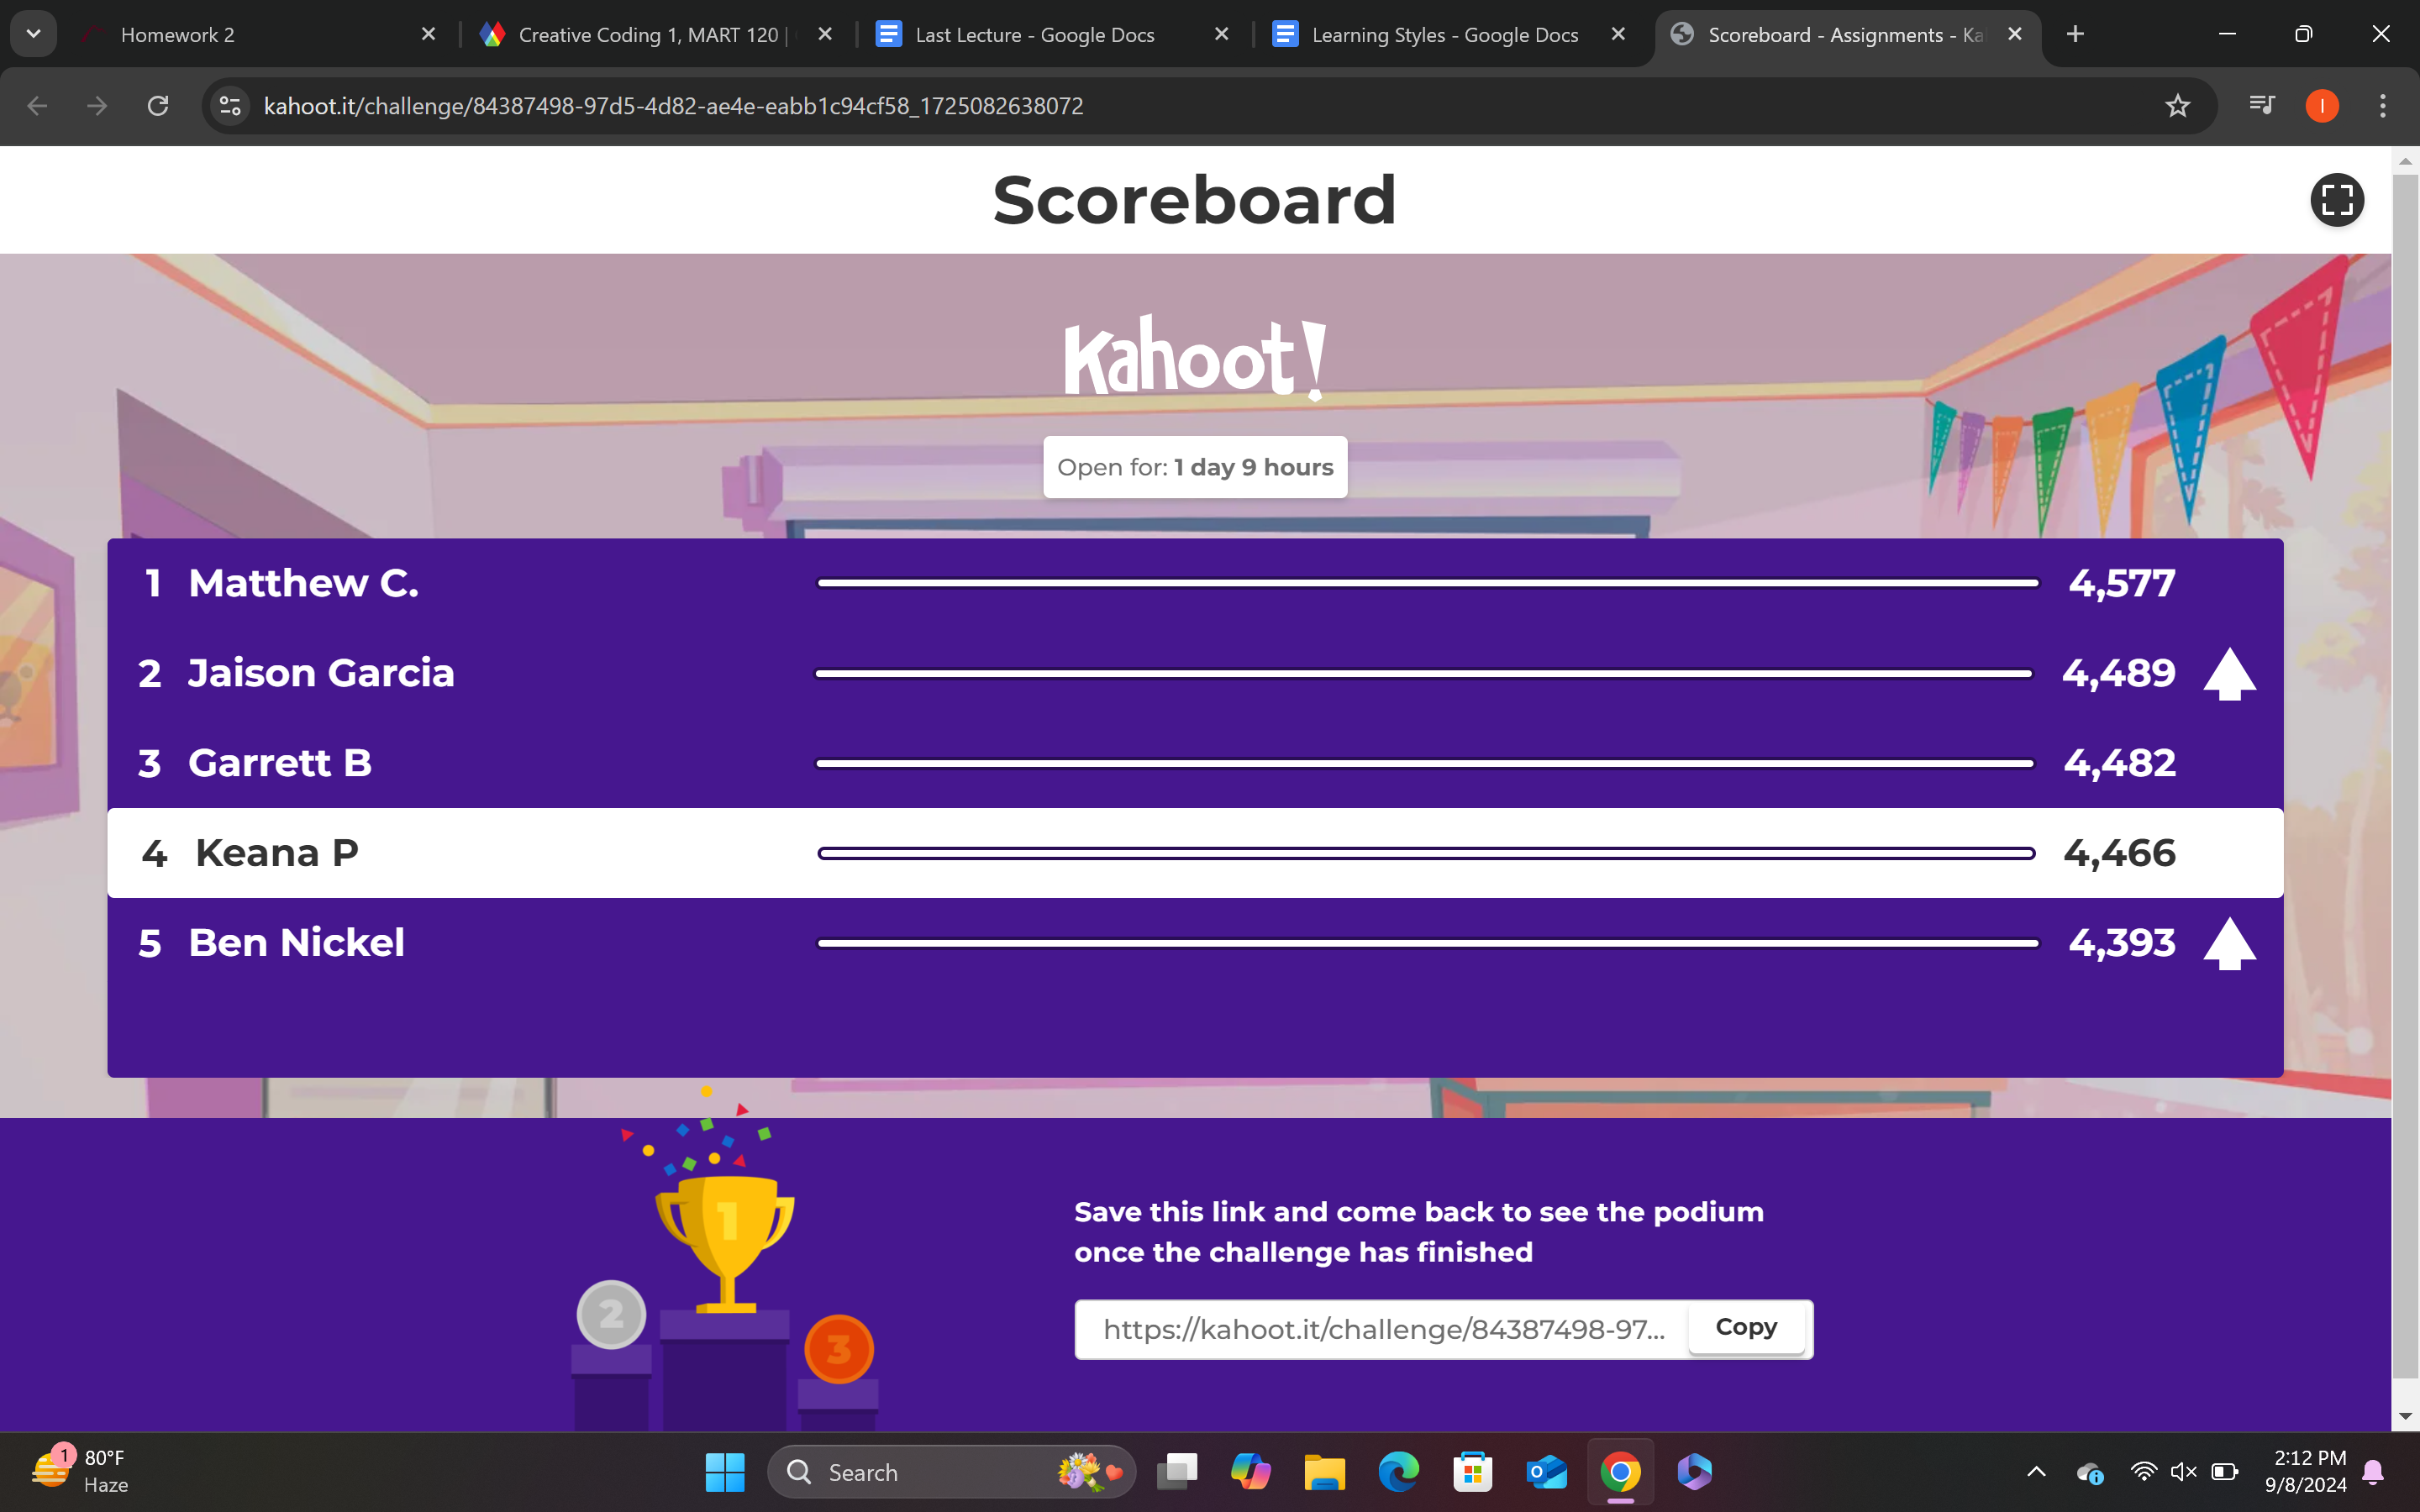 Homework 2
Creative Coding 1, MART 120 |
Last Lecture - Google Docs
Learning Styles - Google Docs
Scoreboard - Assignments - Ka
kahoot.it/challenge/84387498-97d5-4d82-ae4e-eabb1c94cf58_1725082638072
I
Scoreboard
Kahoot!
Open for: 1 day 9 hours
1 Matthew C. 4,577
2 Jaison Garcia 4,489
3 Garrett B 4,482
4 Keana P 4,466
5 Ben Nickel 4,393
1
2
3
Save this link and come back to see the podium
once the challenge has finished
https://kahoot.it/challenge/84387498-97...
Copy
1
80°F
Haze
Search
2:12 PM
9/8/2024